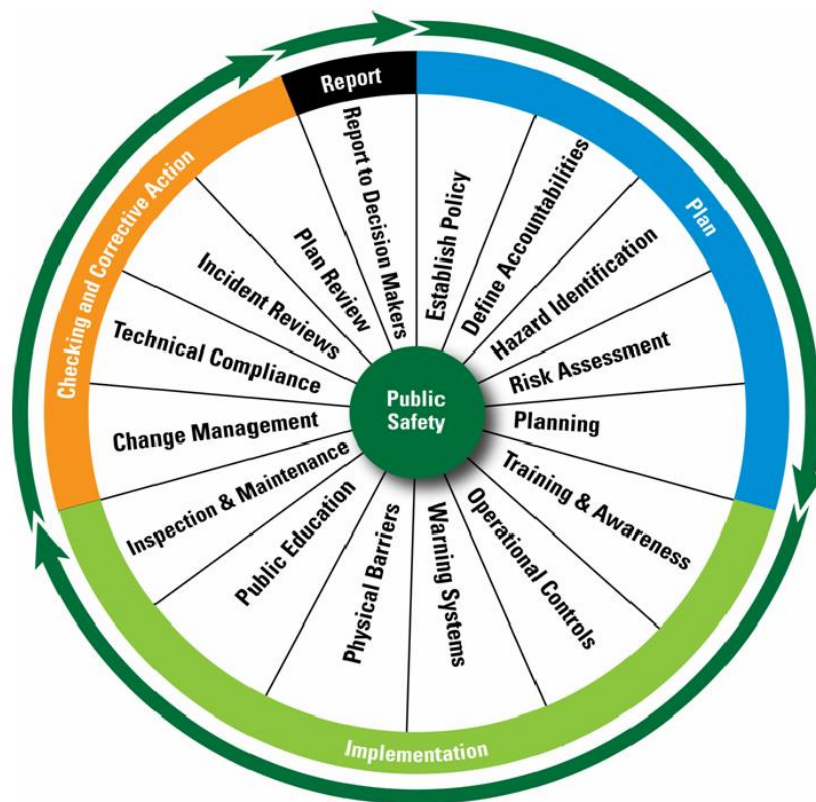 Report
Plan
Implementation
Checking and Corrective Action
Public
Safety
Establish Policy
Define Accountabilities
Hazard Identification
Risk Assessment
Planning
Training & Awareness
Operational Controls
Warning Systems
Physical Barriers
Public Education
Inspection & Maintenance
Change Management
Technical Compliance
Incident Reviews
Plan Review
Report to Decision Makers